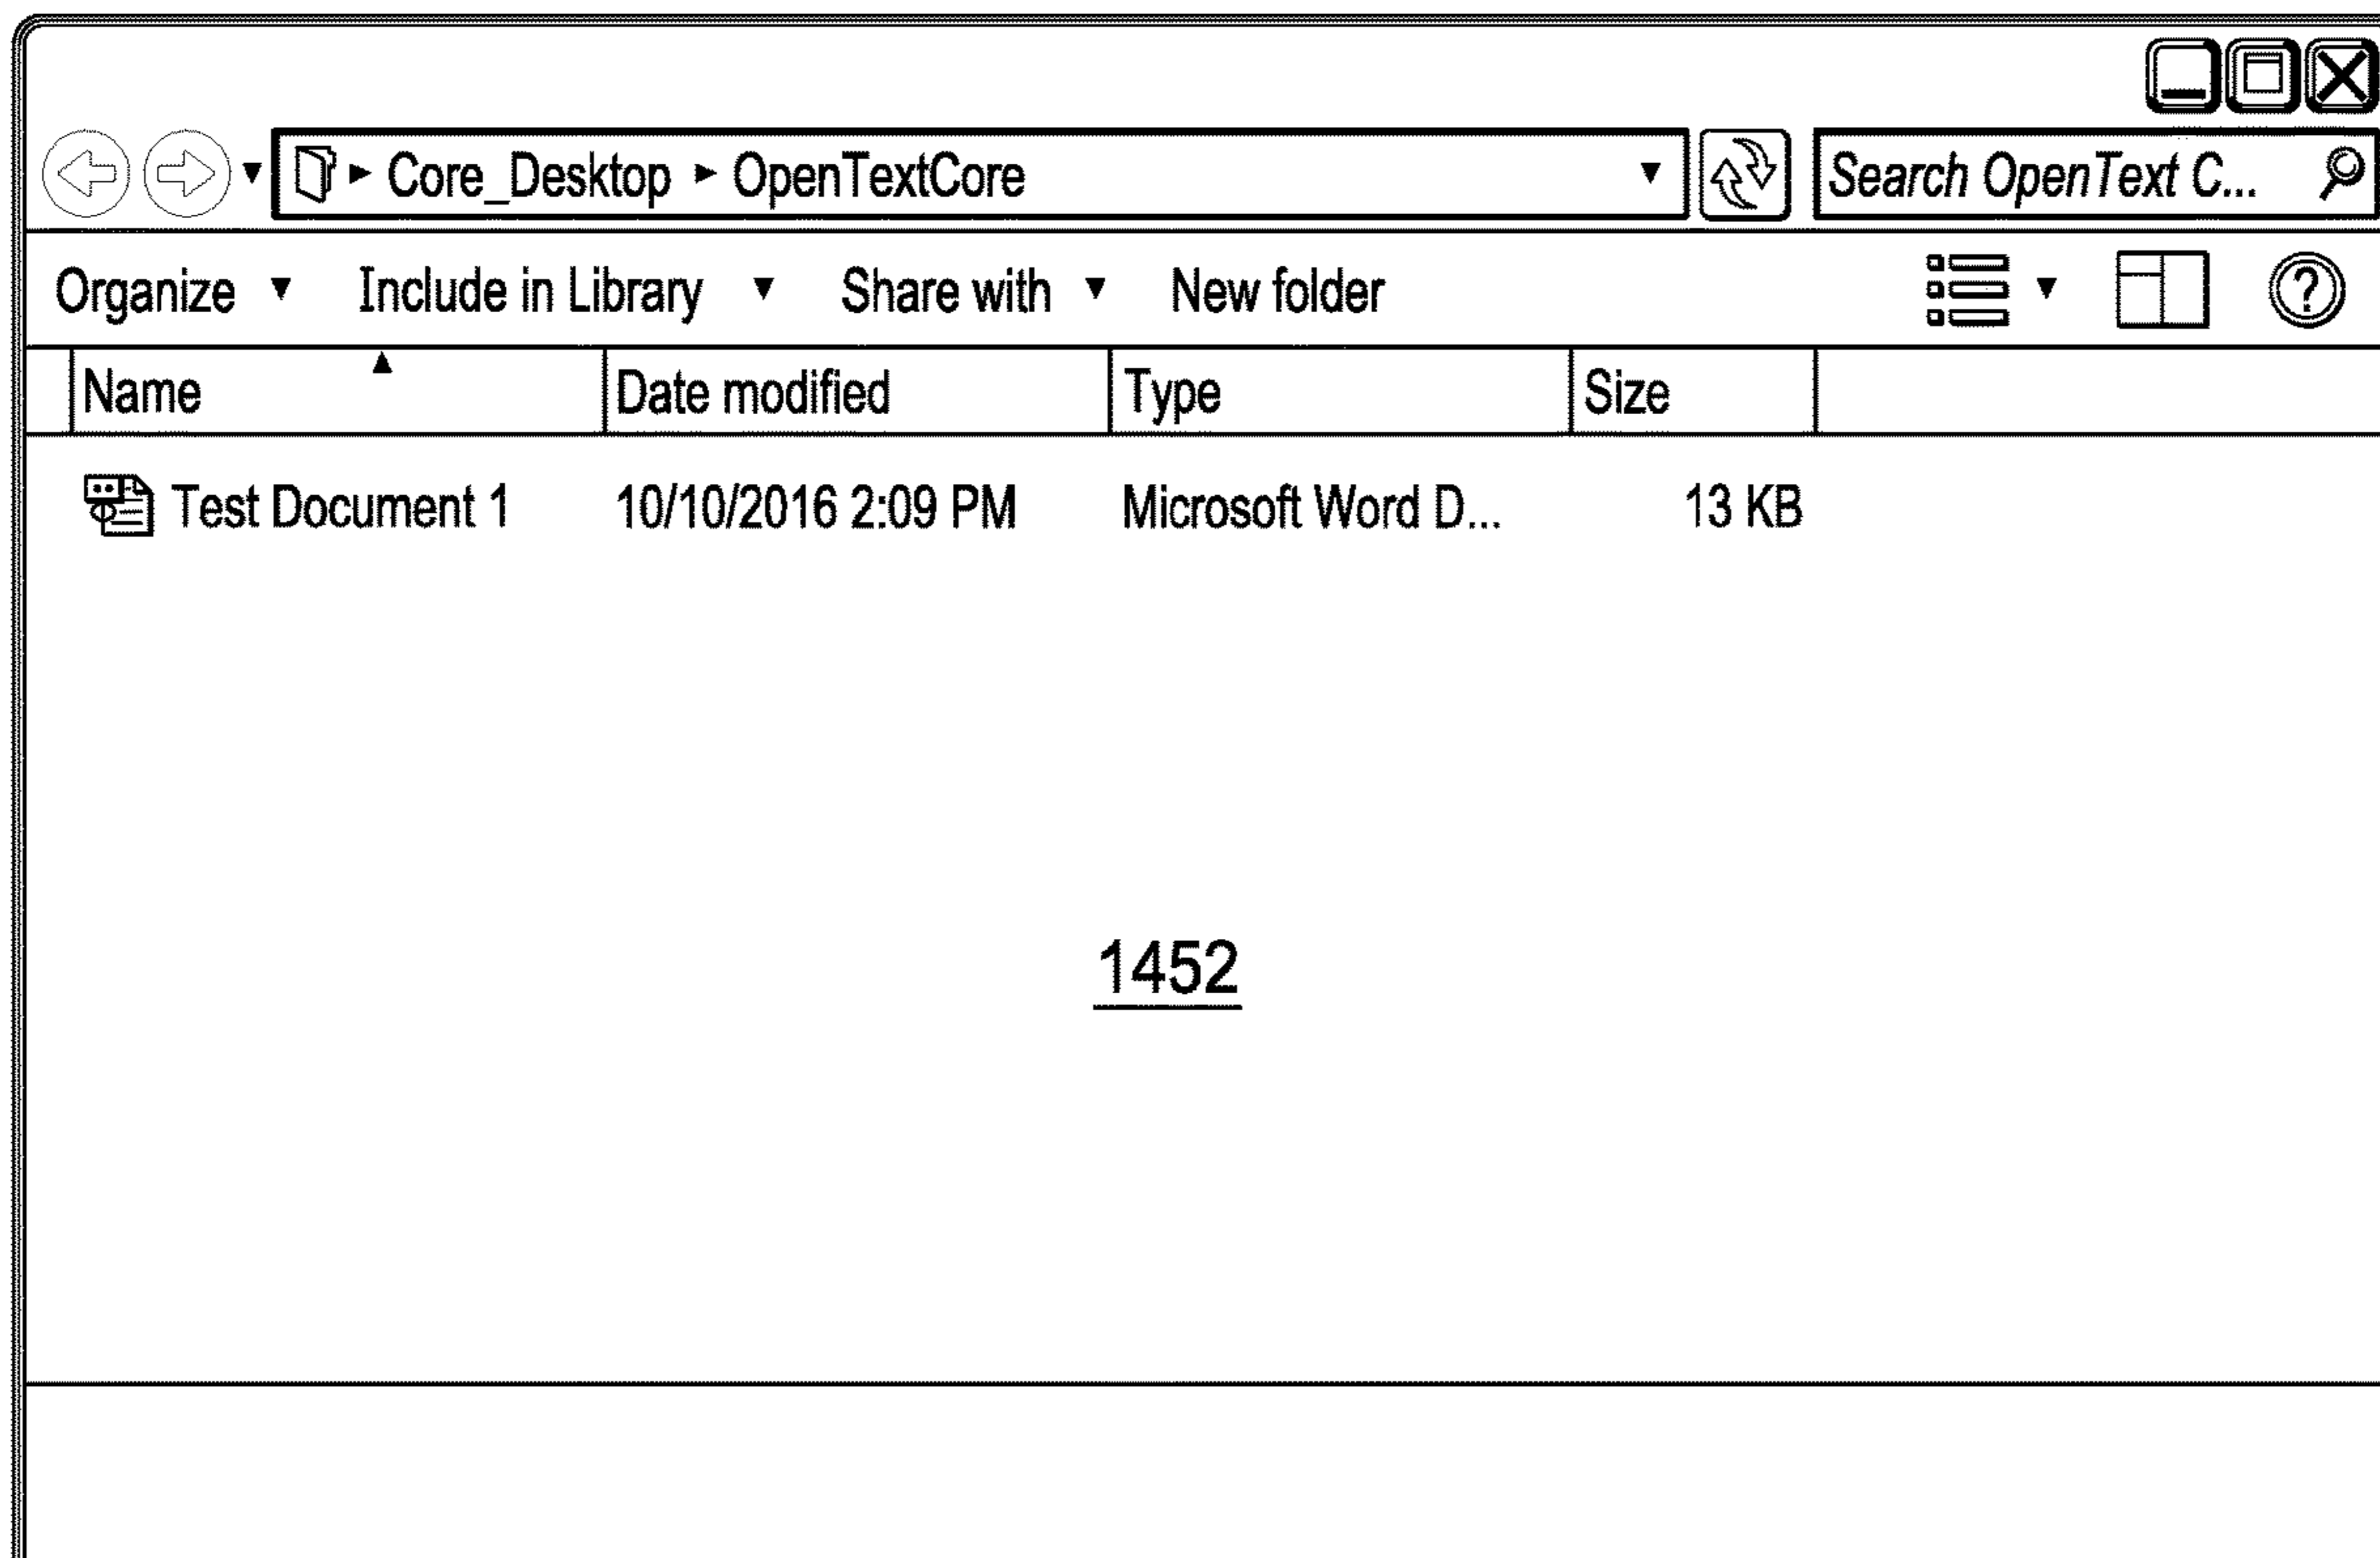 Core_Desktop OpenTextCore Search OpenText C...
Organize Include in Library Share with New folder
Name Date modified Type Size
Test Document 1 10/10/2016 2:09 PM Microsoft Word D... 13 KB
1452